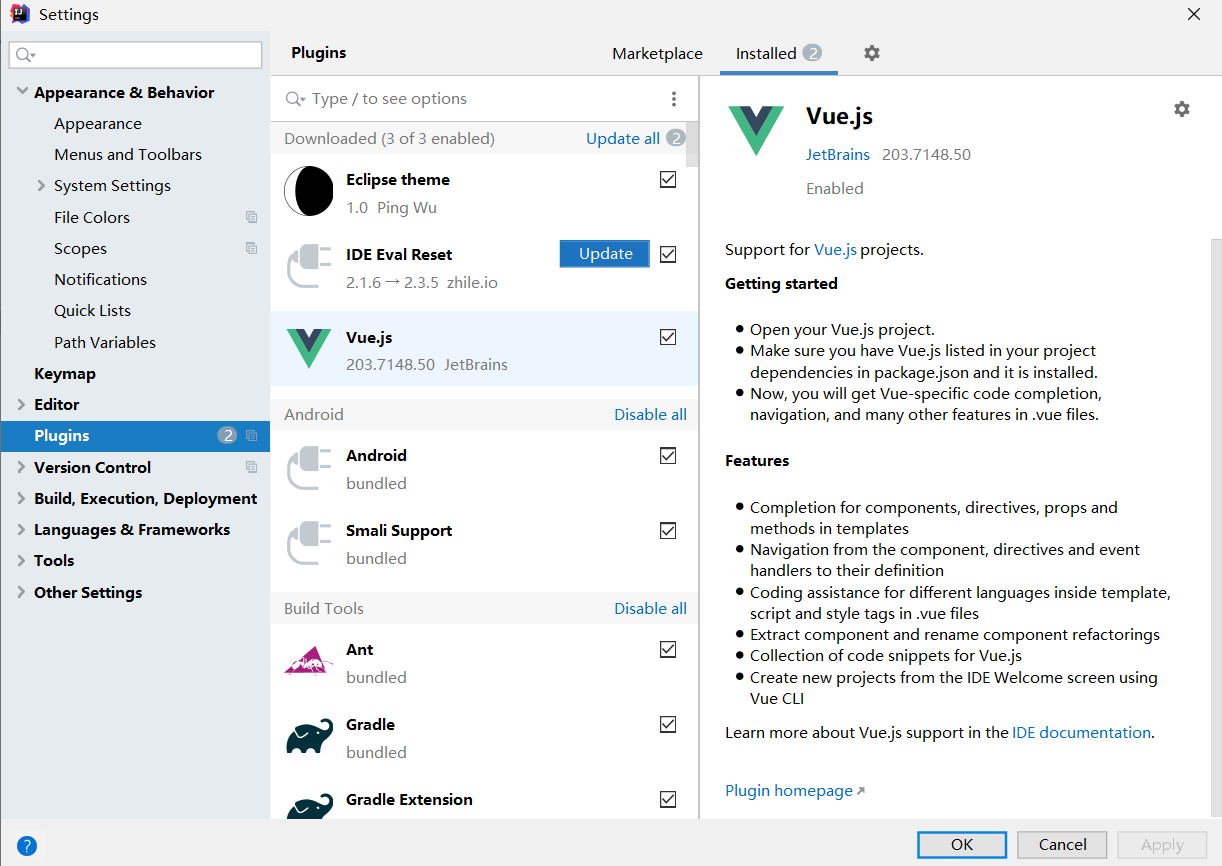 Settings
Plugins
Marketplace
Installed 2
Appearance & Behavior
Appearance
Menus and Toolbars
System Settings
File Colors
Scopes
Notifications
Quick Lists
Path Variables
Keymap
Editor
Plugins 2
Version Control
Build, Execution, Deployment
Languages & Frameworks
Tools
Other Settings
Type / to see options
Downloaded (3 of 3 enabled) Update all 2
Eclipse theme
1.0 Ping Wu
IDE Eval Reset Update
2.1.6 → 2.3.5 zhile.io
Vue.js
203.7148.50 JetBrains
Android Disable all
Android
bundled
Smali Support
bundled
Build Tools Disable all
Ant
bundled
Gradle
bundled
Gradle Extension
Vue.js
JetBrains 203.7148.50
Enabled
Support for Vue.js projects.
Getting started
● Open your Vue.js project.
● Make sure you have Vue.js listed in your project
dependencies in package.json and it is installed.
● Now, you will get Vue-specific code completion,
navigation, and many other features in .vue files.
Features
● Completion for components, directives, props and
methods in templates
● Navigation from the component, directives and event
handlers to their definition
● Coding assistance for different languages inside template,
script and style tags in .vue files
● Extract component and rename component refactorings
● Collection of code snippets for Vue.js
● Create new projects from the IDE Welcome screen using
Vue CLI
Learn more about Vue.js support in the IDE documentation.
Plugin homepage ↗
?
OK
Cancel
Apply